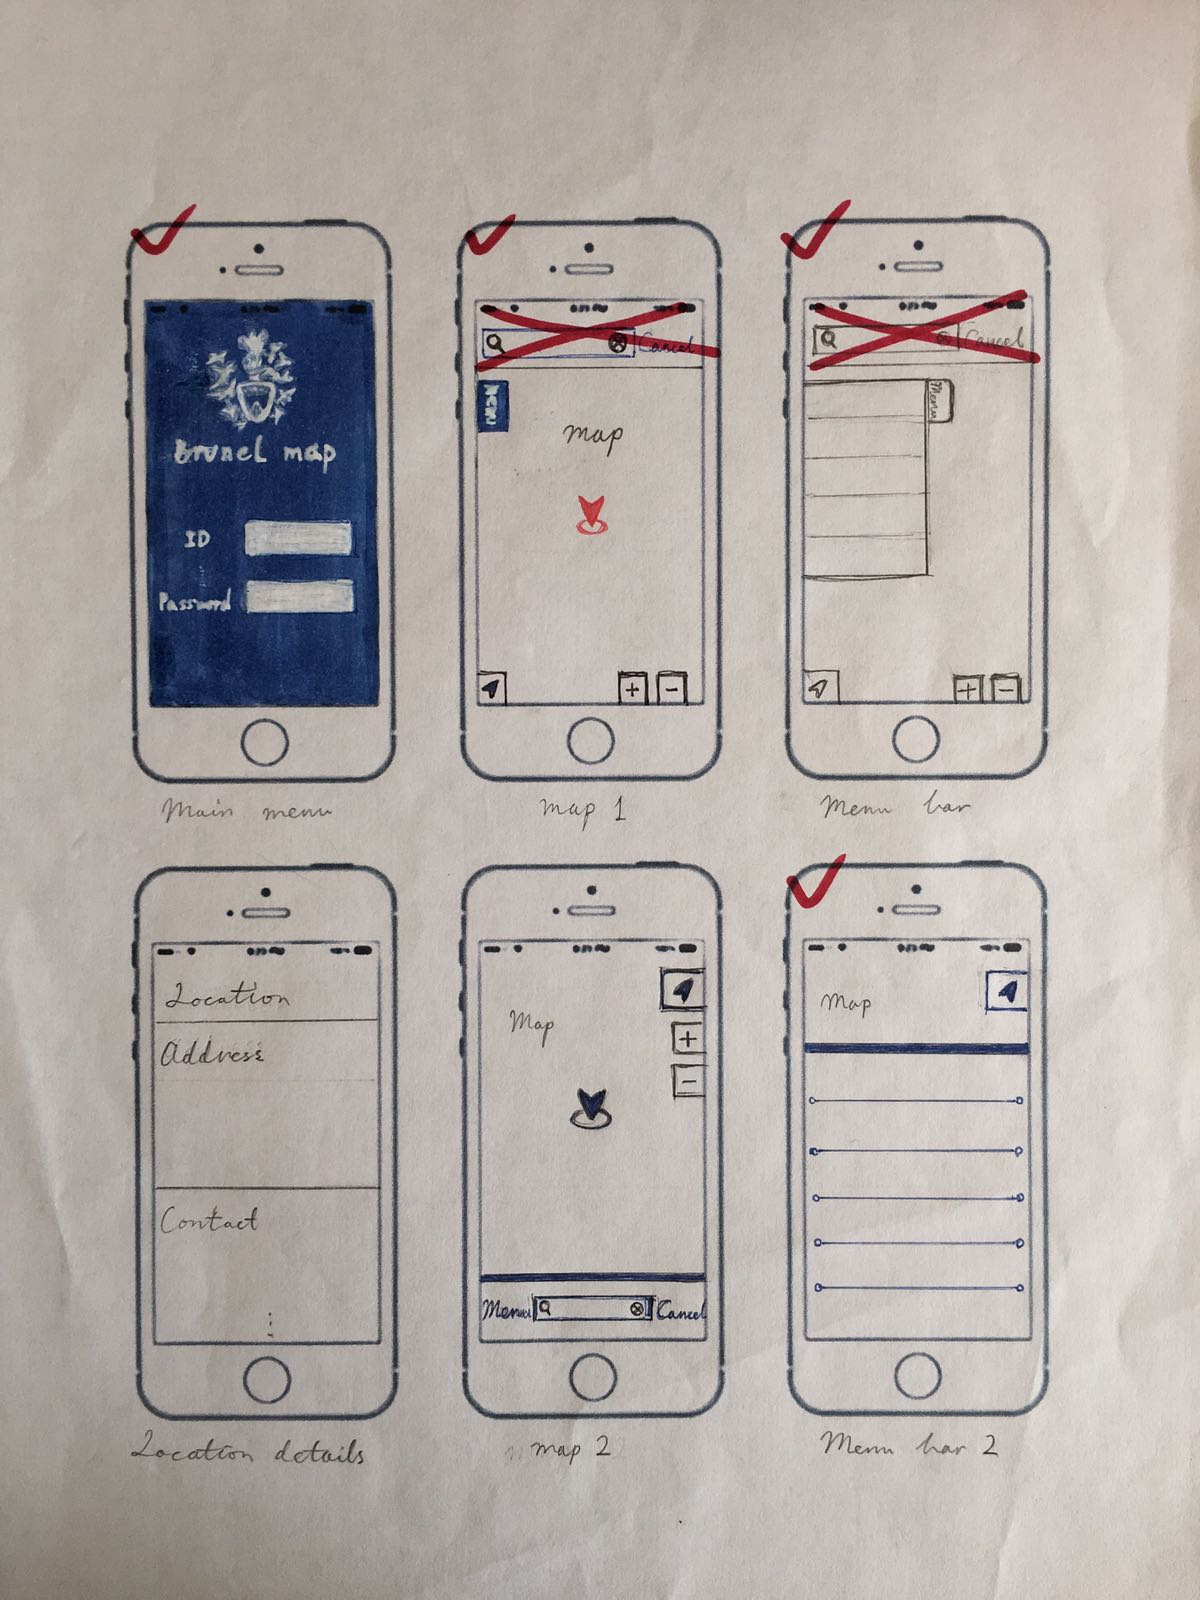 Brunel map
ID
Password
Main menu
Cancel
Menu
Map
map 1
Cancel
Menu
Menu bar
Location
Address
Contact
Location details
Map
Menu
Cancel
map 2
Map
Menu bar 2